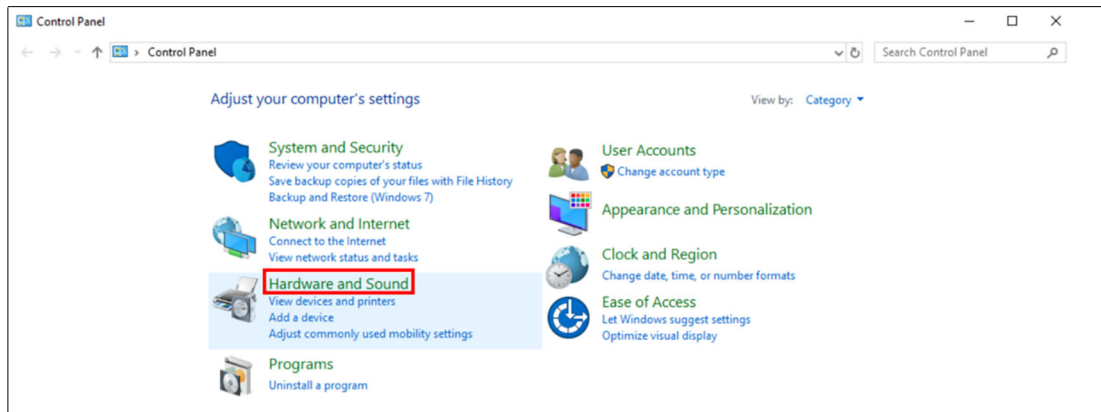 Control Panel
Control Panel
Search Control Panel
Adjust your computer's settings
View by: Category
System and Security
Review your computer's status
Save backup copies of your files with File History
Backup and Restore (Windows 7)
Network and Internet
Connect to the Internet
View network status and tasks
Hardware and Sound
View devices and printers
Add a device
Adjust commonly used mobility settings
Programs
Uninstall a program
User Accounts
Change account type
Appearance and Personalization
Clock and Region
Change date, time, or number formats
Ease of Access
Let Windows suggest settings
Optimize visual display